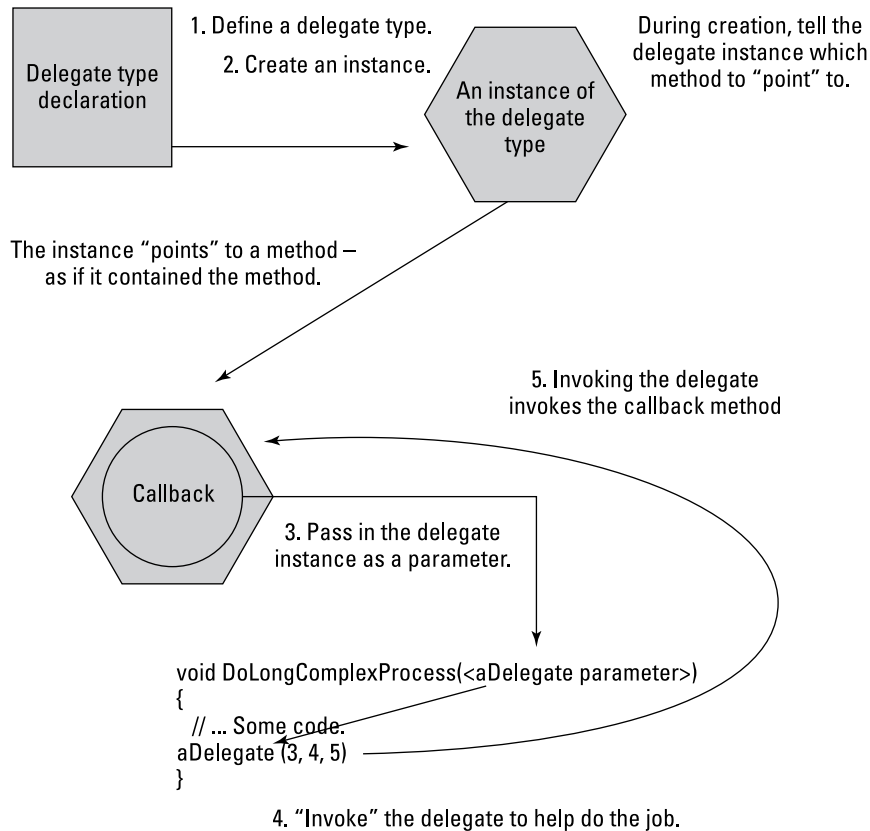 1. Define a delegate type.
2. Create an instance.
During creation, tell the
delegate instance which
method to “point” to.
Delegate type
declaration
An instance of
the delegate
type
The instance “points” to a method –
as if it contained the method.
5. Invoking the delegate
invokes the callback method
Callback
3. Pass in the delegate
instance as a parameter.
void DoLongComplexProcess(<aDelegate parameter>)
{
// ... Some code.
aDelegate (3, 4, 5)
}
4. “Invoke” the delegate to help do the job.